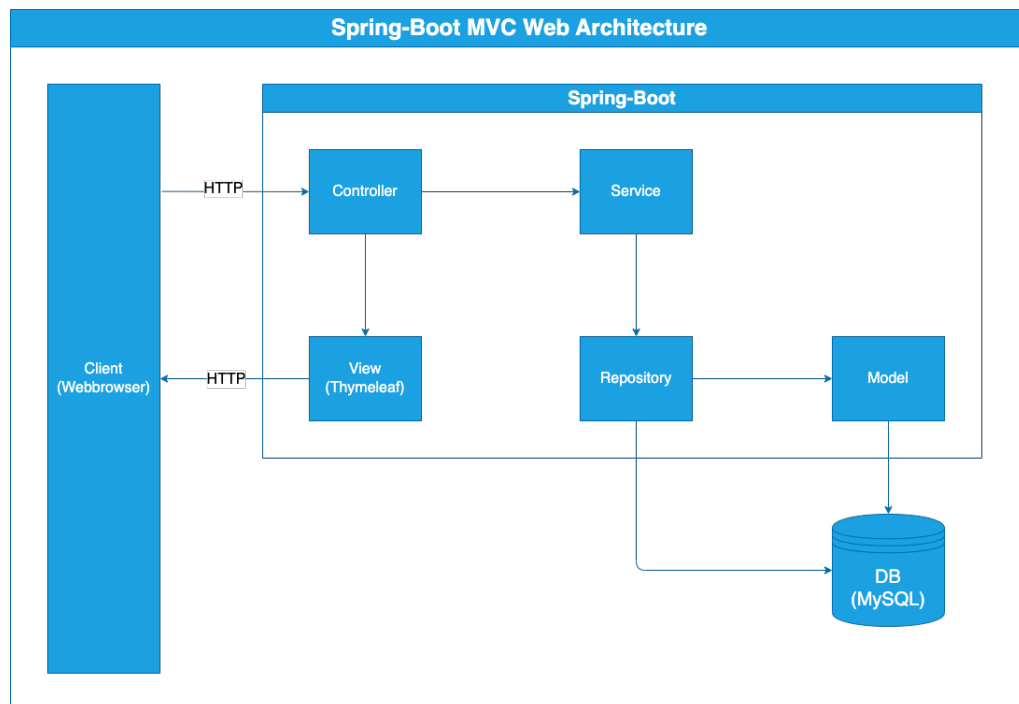 Spring-Boot MVC Web Architecture
Spring-Boot
HTTP
Controller
Service
Client
(Webbrowser)
HTTP
View
(Thymeleaf)
Repository
Model
DB
(MySQL)